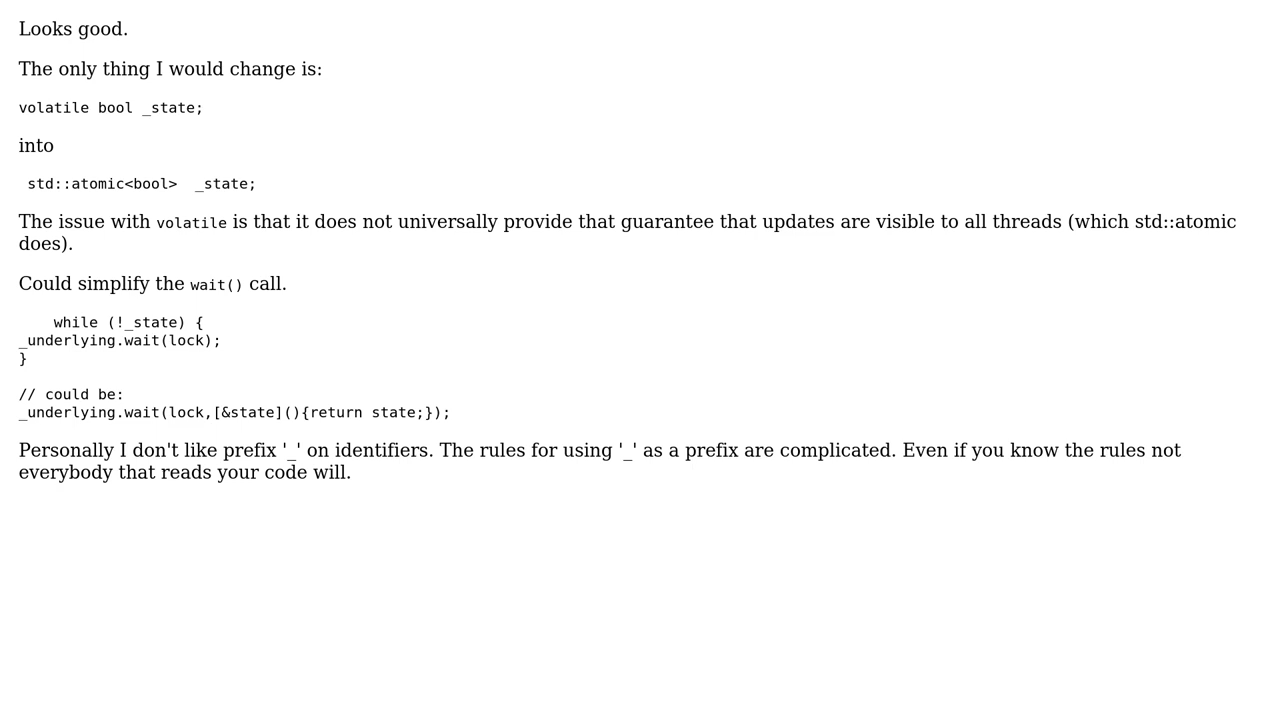 Looks good.
The only thing I would change is:
volatile bool _state;
into
 std::atomic<bool>  _state;
The issue with volatile is that it does not universally provide that guarantee that updates are visible to all threads (which std::atomic
does).
Could simplify the wait() call.
    while (!_state) {
_underlying.wait(lock);
}
// could be:
_underlying.wait(lock,[&state](){return state;});
Personally I don't like prefix '_' on identifiers. The rules for using '_' as a prefix are complicated. Even if you know the rules not
everybody that reads your code will.